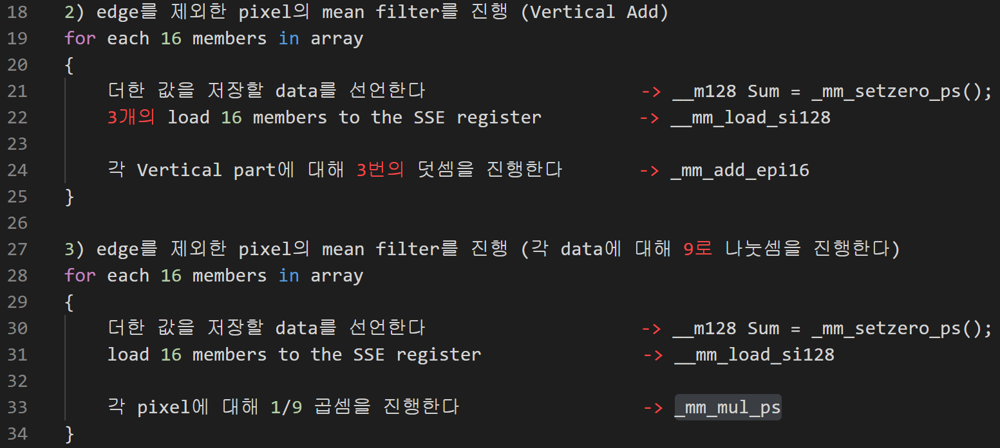 18 2) edge를 제외한 pixel의 mean filter를 진행 (Vertical Add)
19 for each 16 members in array
20 {
21 더한 값을 저장할 data를 선언한다 -> __m128 Sum = _mm_setzero_ps();
22 3개의 load 16 members to the SSE register -> __mm_load_si128
23
24 각 Vertical part에 대해 3번의 덧셈을 진행한다 -> _mm_add_epi16
25 }
26
27 3) edge를 제외한 pixel의 mean filter를 진행 (각 data에 대해 9로 나눗셈을 진행한다)
28 for each 16 members in array
29 {
30 더한 값을 저장할 data를 선언한다 -> __m128 Sum = _mm_setzero_ps();
31 load 16 members to the SSE register -> __mm_load_si128
32
33 각 pixel에 대해 1/9 곱셈을 진행한다 -> _mm_mul_ps
34 }